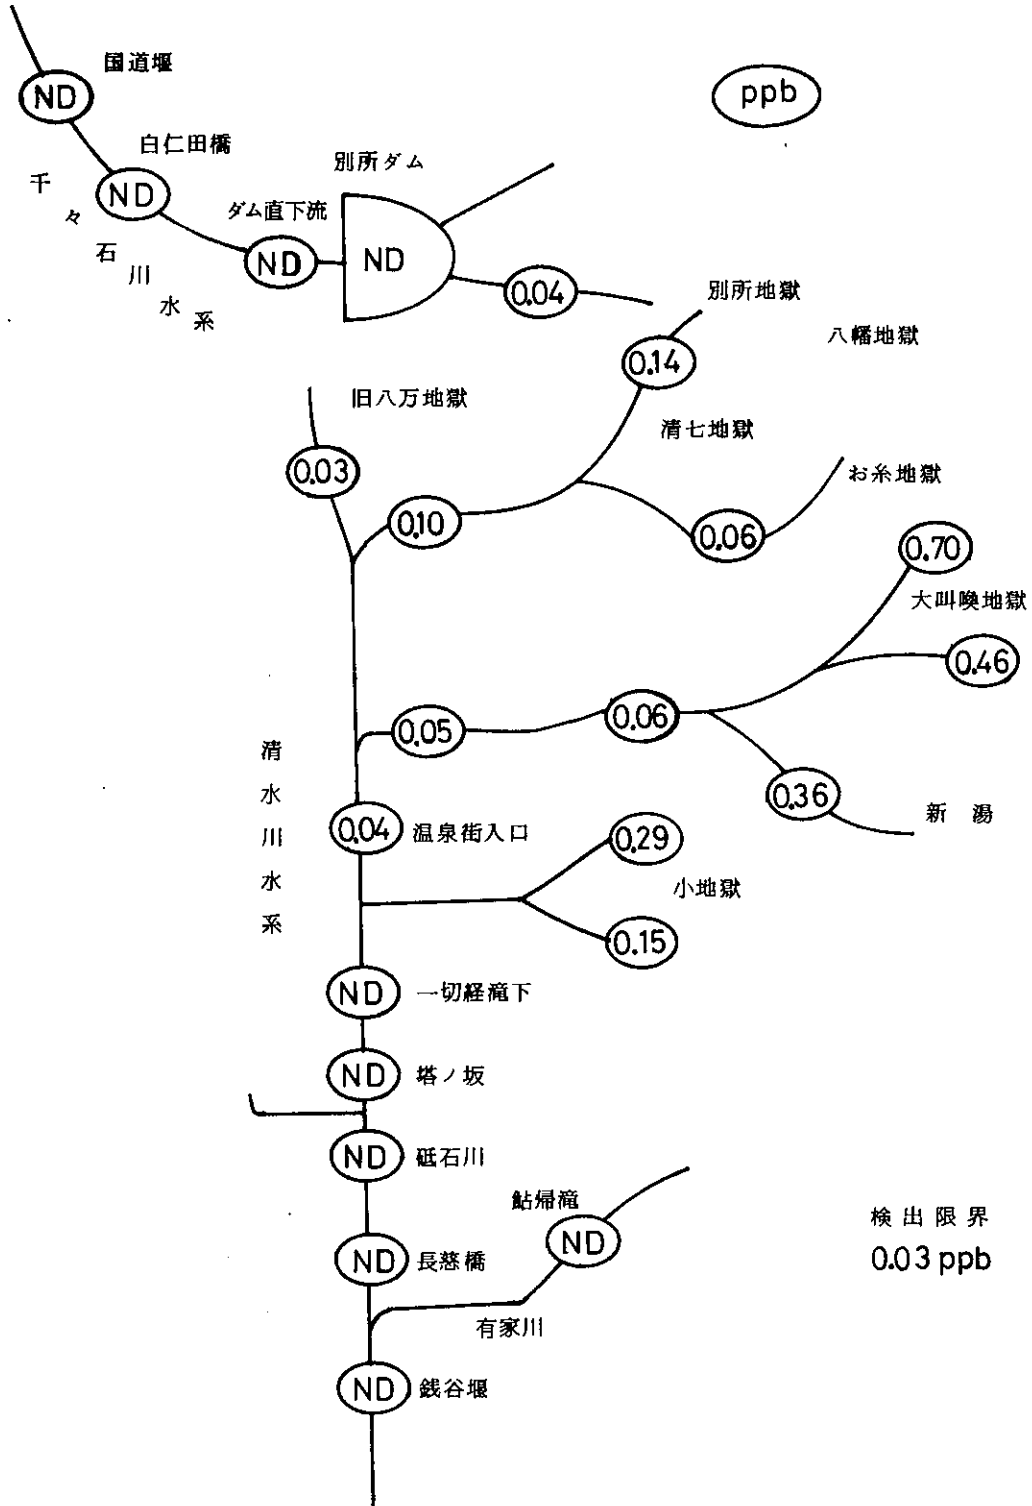 国道堰
ppb
ND
白仁田橋
別所ダム
ND
千々石川水系
ダム直下流
ND
ND
0.04
別所地獄
八幡地獄
0.14
旧八万地獄
清七地獄
0.03
お糸地獄
0.10
0.06
0.70
大叫喚地獄
0.46
0.05
0.06
清水川水系
0.36
新湯
0.04
温泉街入口
0.29
小地獄
0.15
ND
一切経滝下
ND
塔ノ坂
ND
砥石川
鮎帰滝
ND
検出限界
0.03 ppb
ND
長慈橋
有家川
ND
銭谷堰